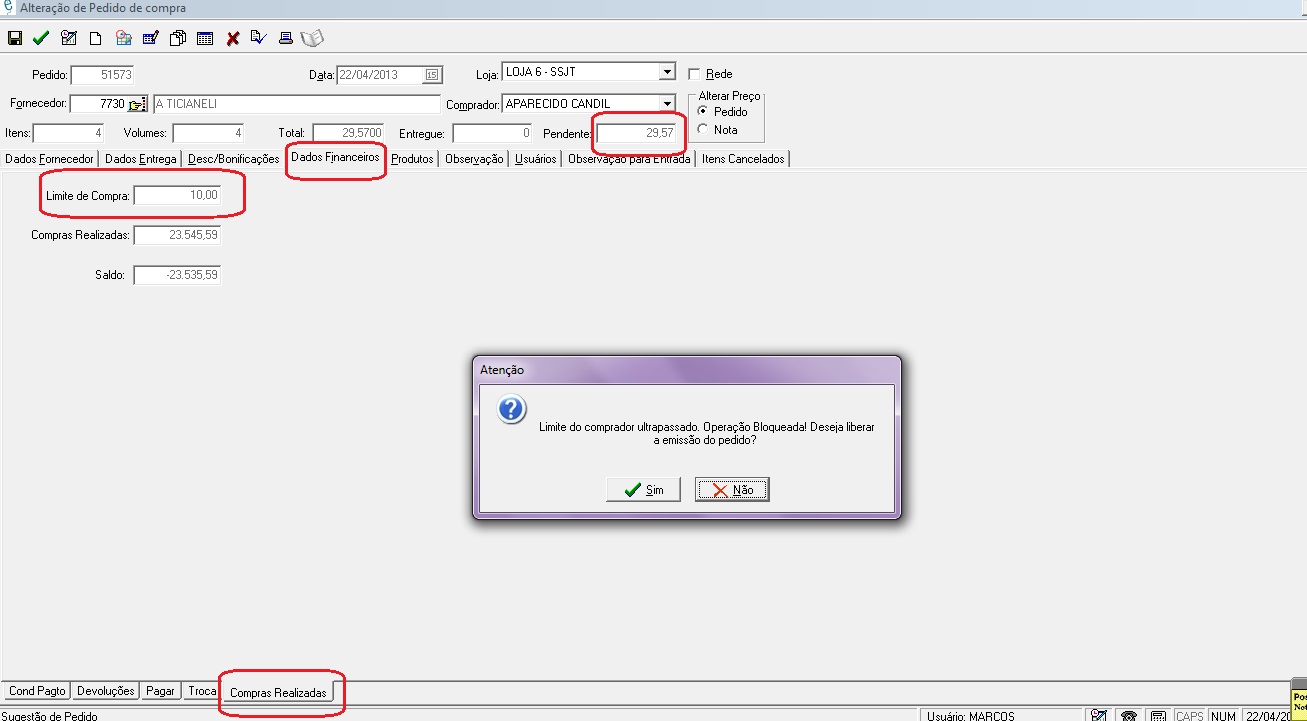 Alteração de Pedido de compra
Pedido: 51573 Data: 22/04/2013 15 Loja: LOJA 6 - SSJT Rede
Fornecedor: 7730 A TICIANELI Comprador: APARECIDO CANDIL
Alterar Preço
Pedido
Nota
Itens: 4 Volumes: 4 Total: 29,5700 Entregue: 0 Pendente: 29,57
Dados Fornecedor Dados Entrega Desc/Bonificações Dados Financeiros Produtos Observação Usuários Observação para Entrada Itens Cancelados
Limite de Compra: 10,00
Compras Realizadas: 23.545,59
Saldo: -23.535,59
Atenção
Limite do comprador ultrapassado. Operação Bloqueada! Deseja liberar
a emissão do pedido?
Sim Não
Cond Pagto Devoluções Pagar Troca Compras Realizadas
Sugestão de Pedido Usuário: MARCOS CAPS NUM 22/04/20